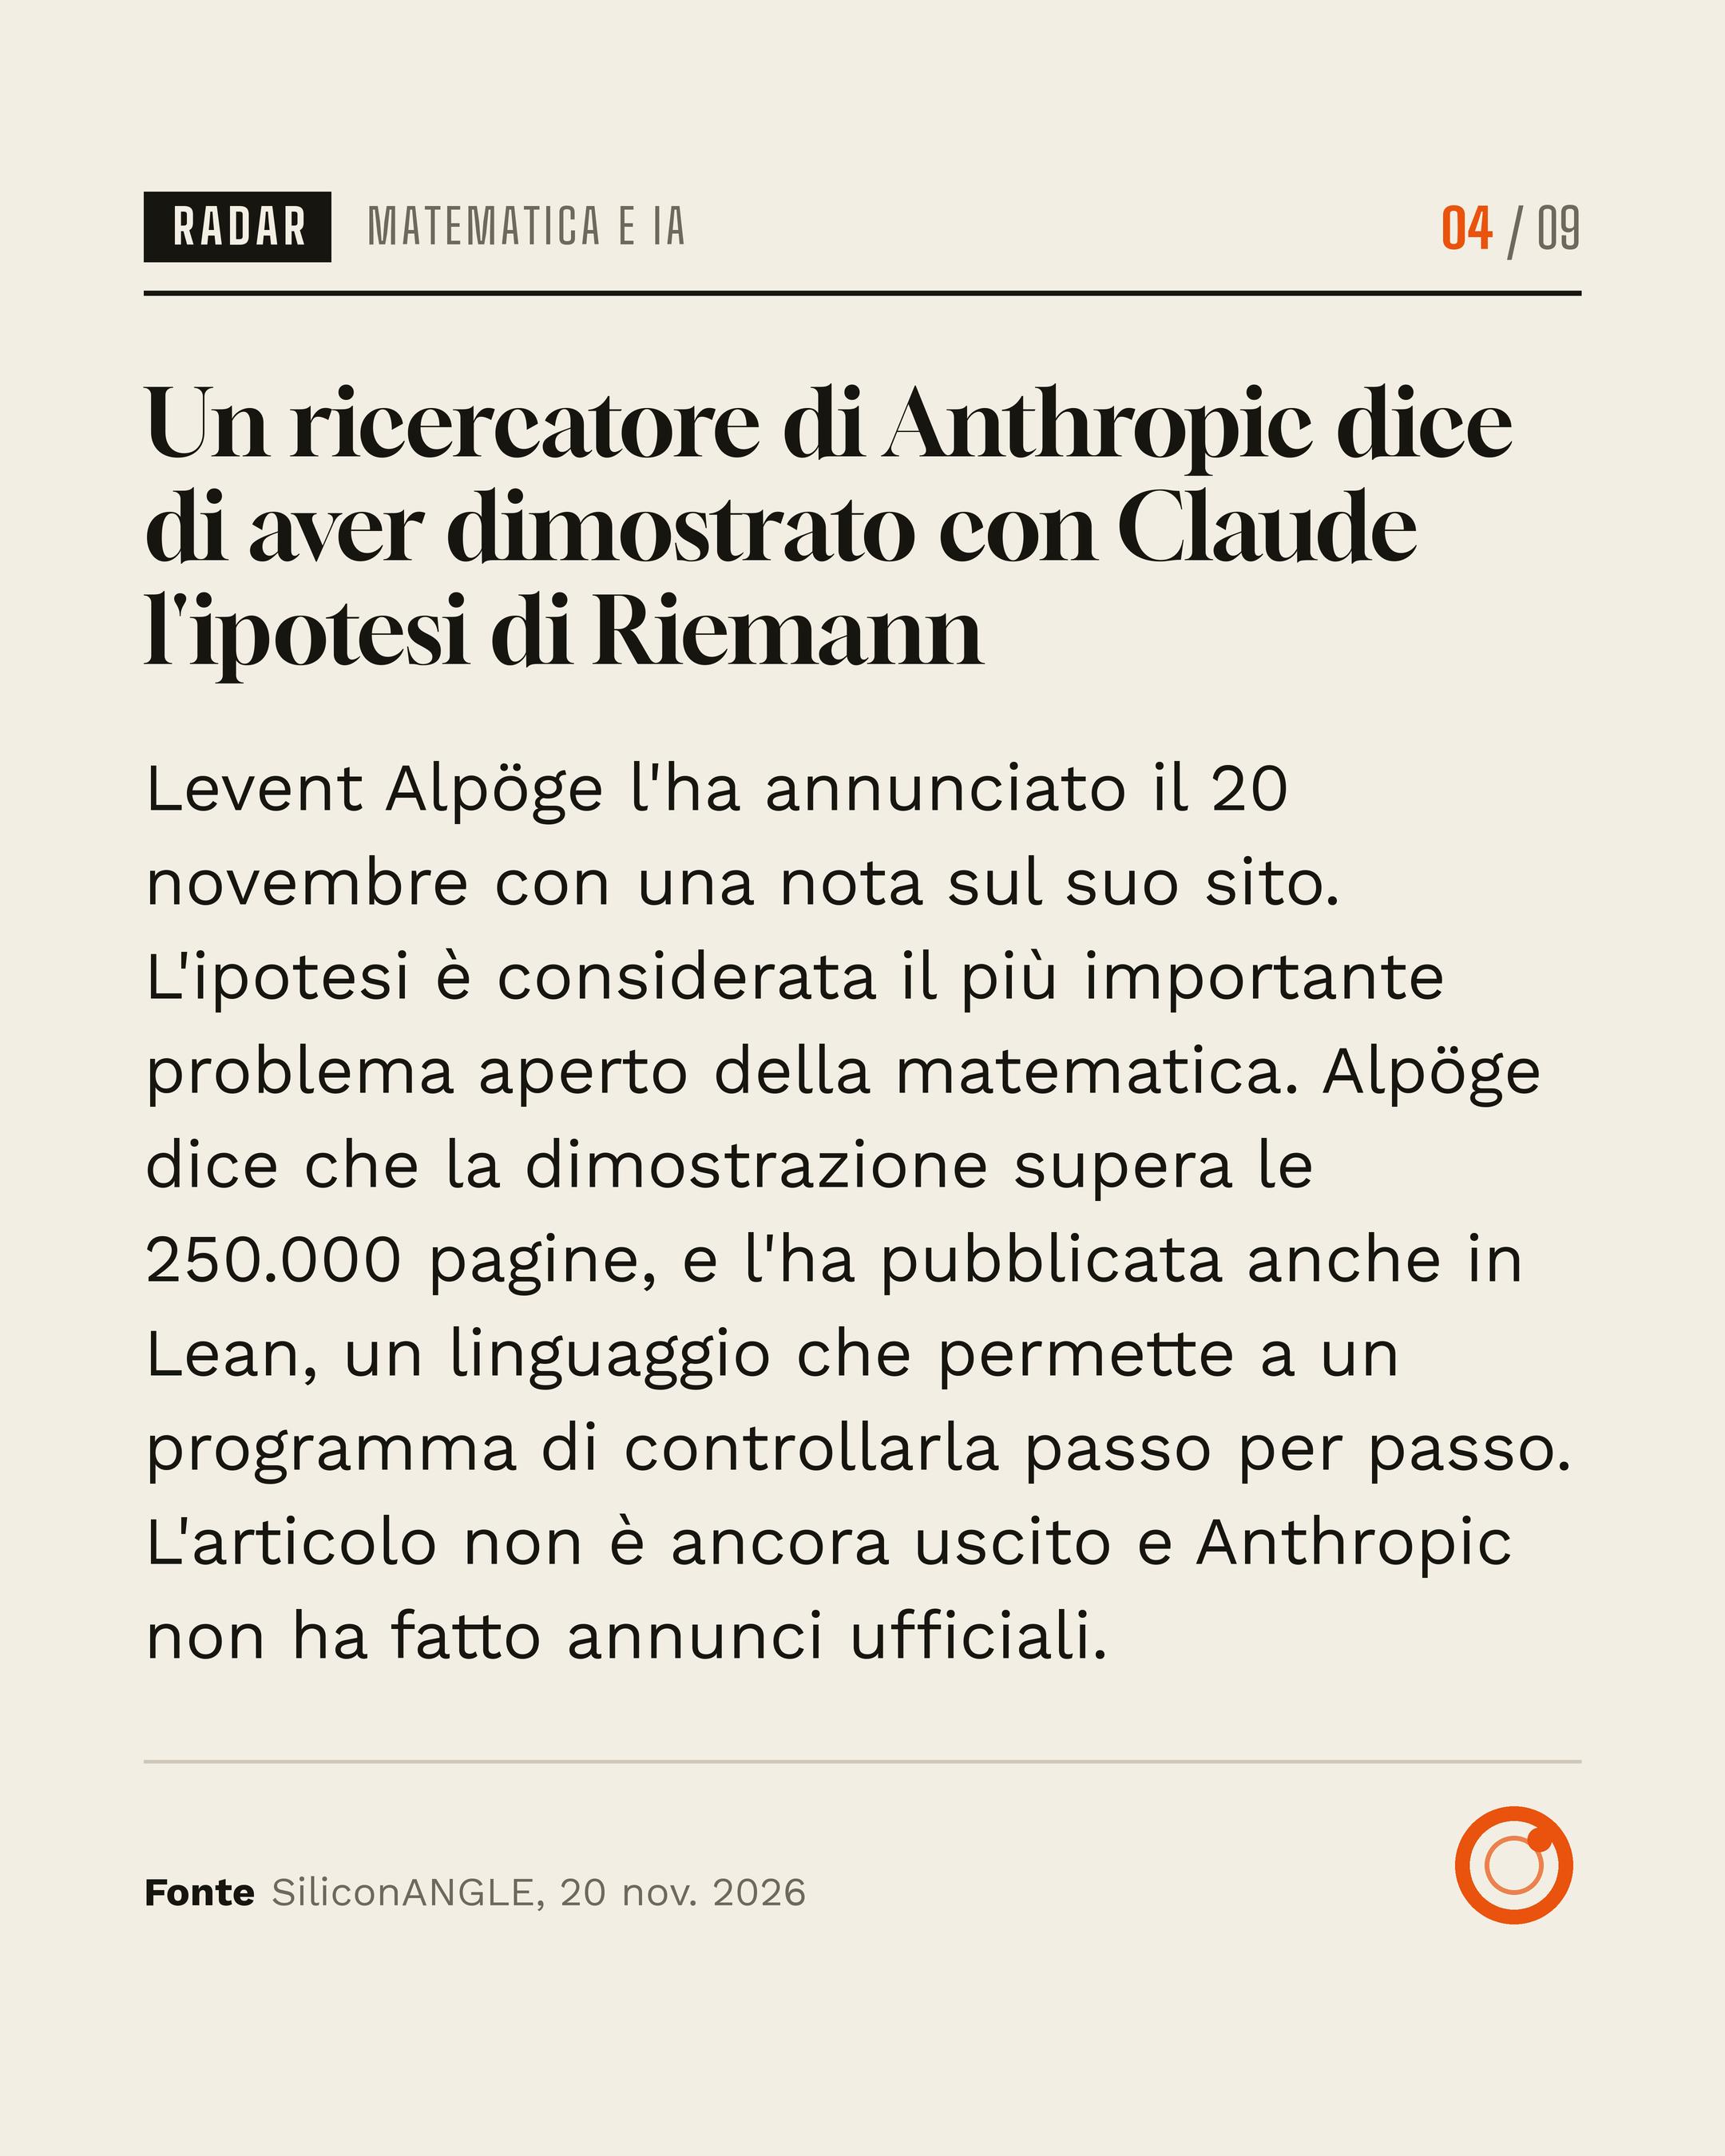 RADAR MATEMATICA E IA 04 / 09
Un ricercatore di Anthropic dice
di aver dimostrato con Claude
l'ipotesi di Riemann
Levent Alpöge l'ha annunciato il 20
novembre con una nota sul suo sito.
L'ipotesi è considerata il più importante
problema aperto della matematica. Alpöge
dice che la dimostrazione supera le
250.000 pagine, e l'ha pubblicata anche in
Lean, un linguaggio che permette a un
programma di controllarla passo per passo.
L'articolo non è ancora uscito e Anthropic
non ha fatto annunci ufficiali.
Fonte SiliconANGLE, 20 nov. 2026